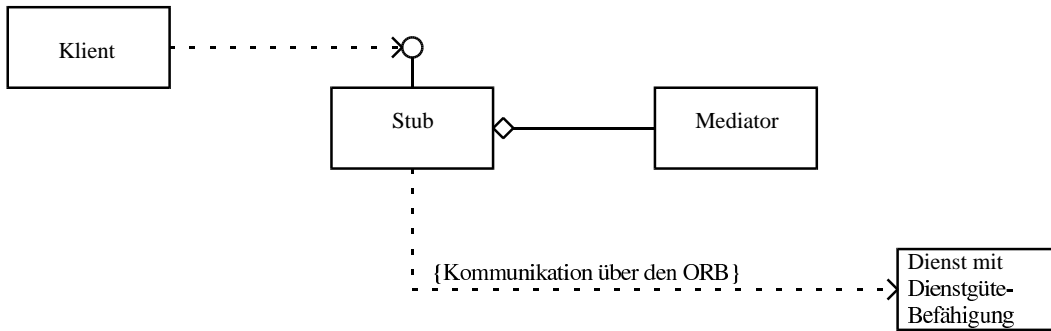 Klient
Stub
Mediator
{Kommunikation über den ORB}
Dienst mit
Dienstgüte-
Befähigung